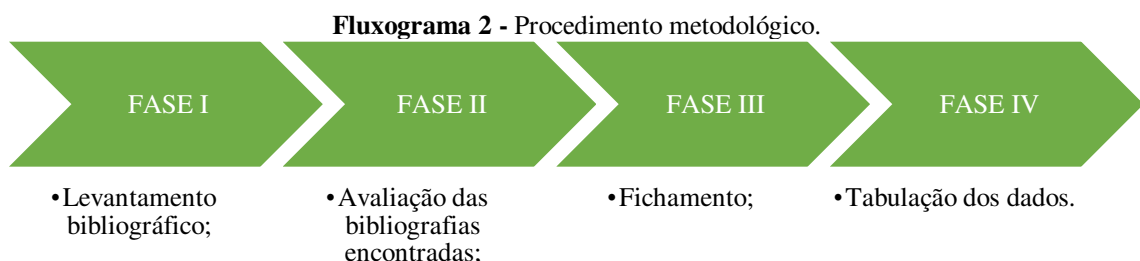 Fluxograma 2 - Procedimento metodológico.
FASE I
FASE II
FASE III
FASE IV
•Levantamento
bibliográfico;
•Avaliação das
bibliografias
encontradas;
•Fichamento;
•Tabulação dos dados.